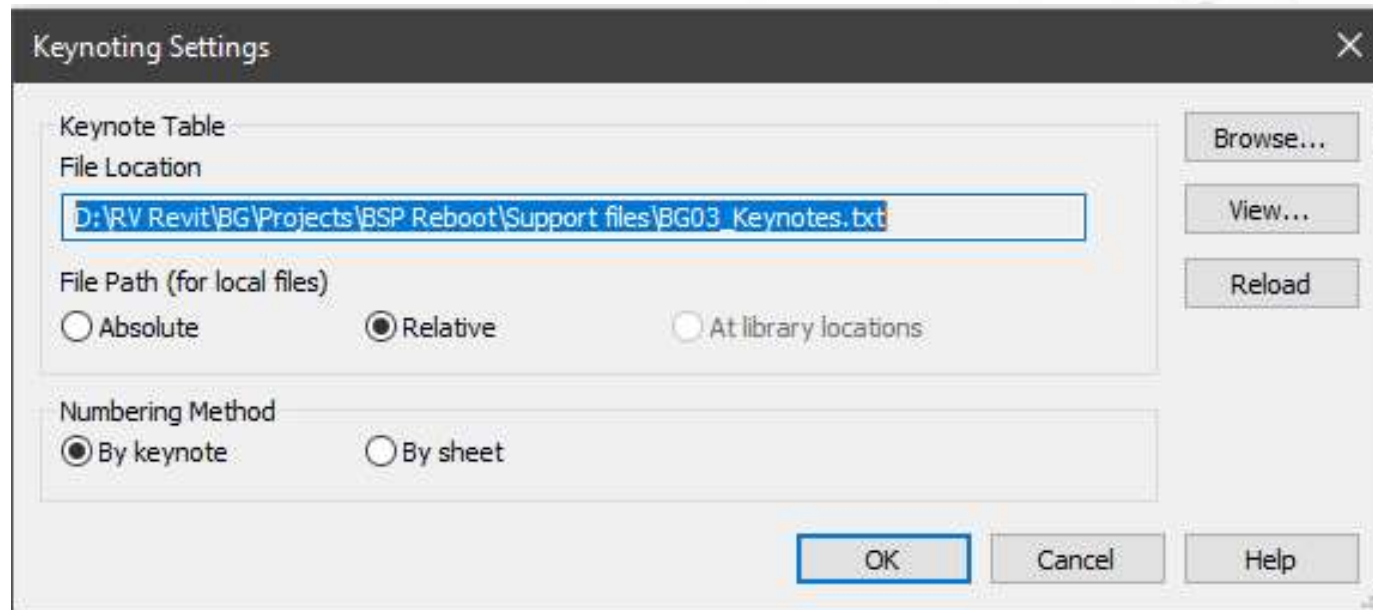 Keynoting Settings
Keynote Table
File Location
D:\RV Revit\BG\Projects\BSP Reboot\Support files\BG03_Keynotes.txt
File Path (for local files)
Absolute Relative At library locations
Numbering Method
By keynote By sheet
Browse...
View...
Reload
OK Cancel Help